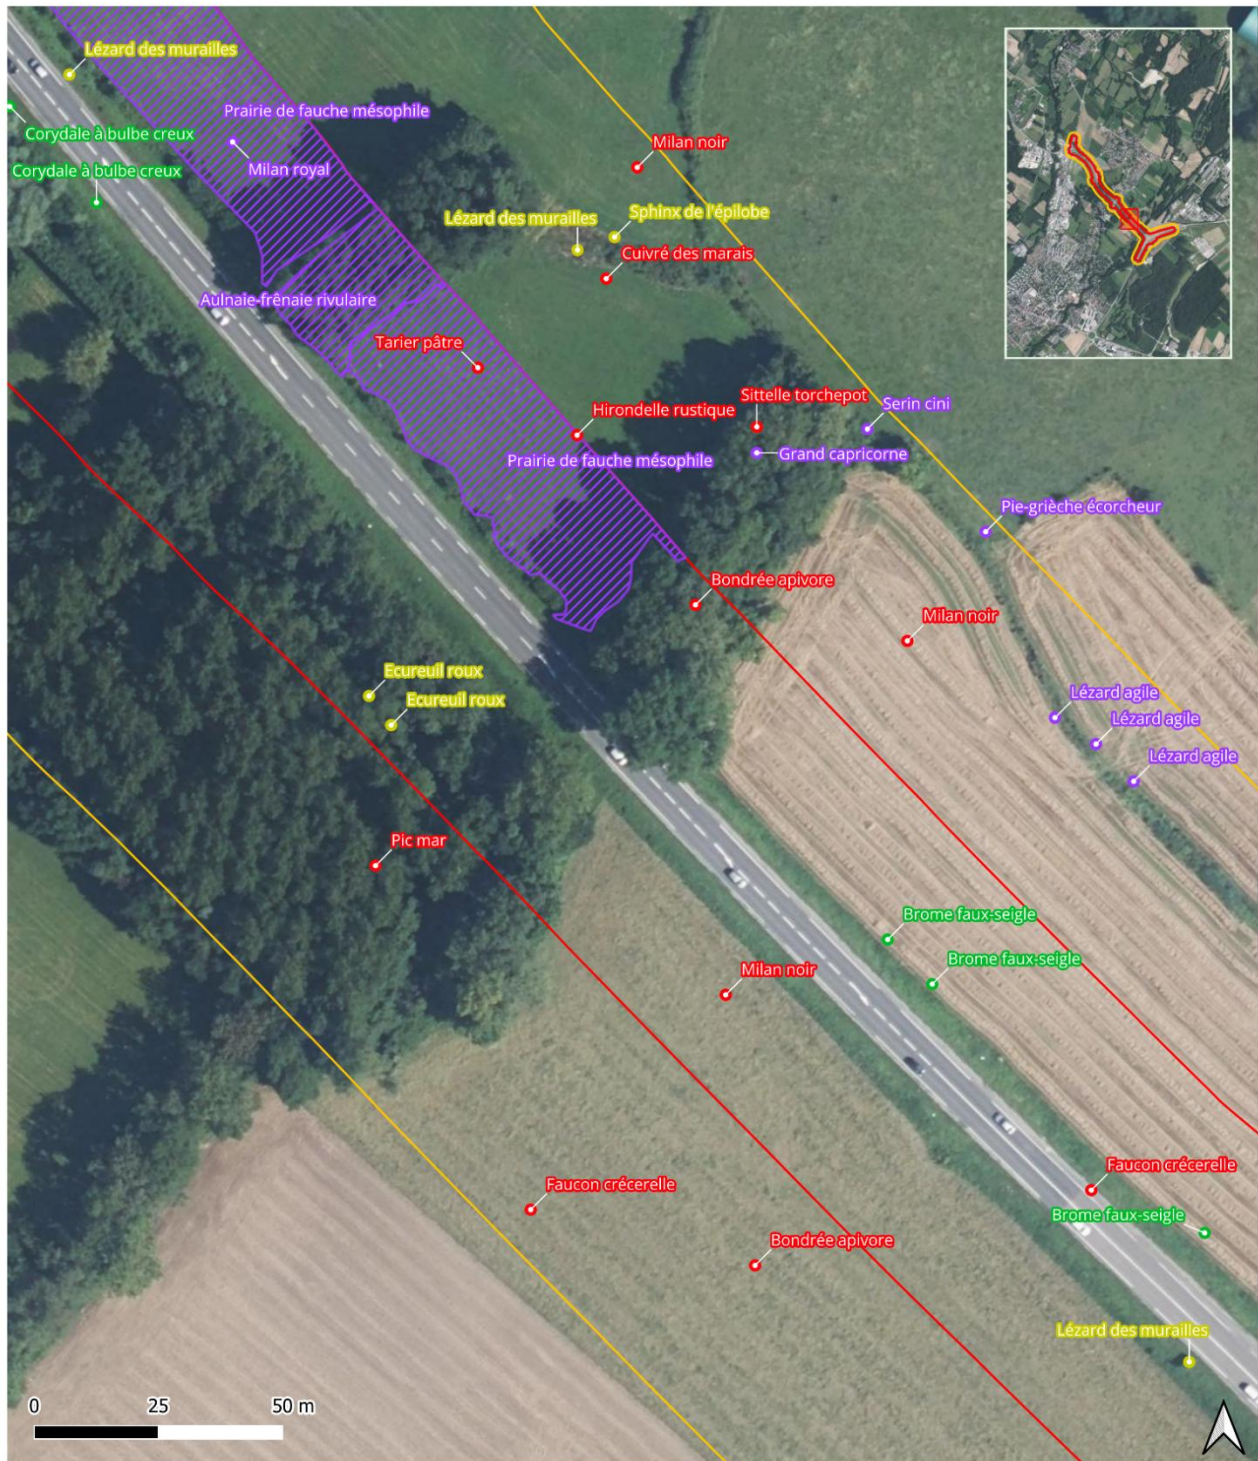 Lézard des murailles
Prairie de fauche mésophile
Corydale à bulbe creux
Milan noir
Corydale à bulbe creux
Milan royal
Lézard des murailles
Sphinx de l'épilobe
Cuivré des marais
Aulnaie-frênaie rivulaire
Tarier pâtre
Sittelle torchepot
Serin cini
Hirondelle rustique
Prairie de fauche mésophile
Grand capricorne
Pie-grièche écorcheur
Bondrée apivore
Milan noir
Ecureuil roux
Ecureuil roux
Lézard agile
Lézard agile
Lézard agile
Pic mar
Brome faux-seigle
Brome faux-seigle
Milan noir
Faucon crécerelle
Faucon crécerelle
Brome faux-seigle
Bondrée apivore
Lézard des murailles
0 25 50 m